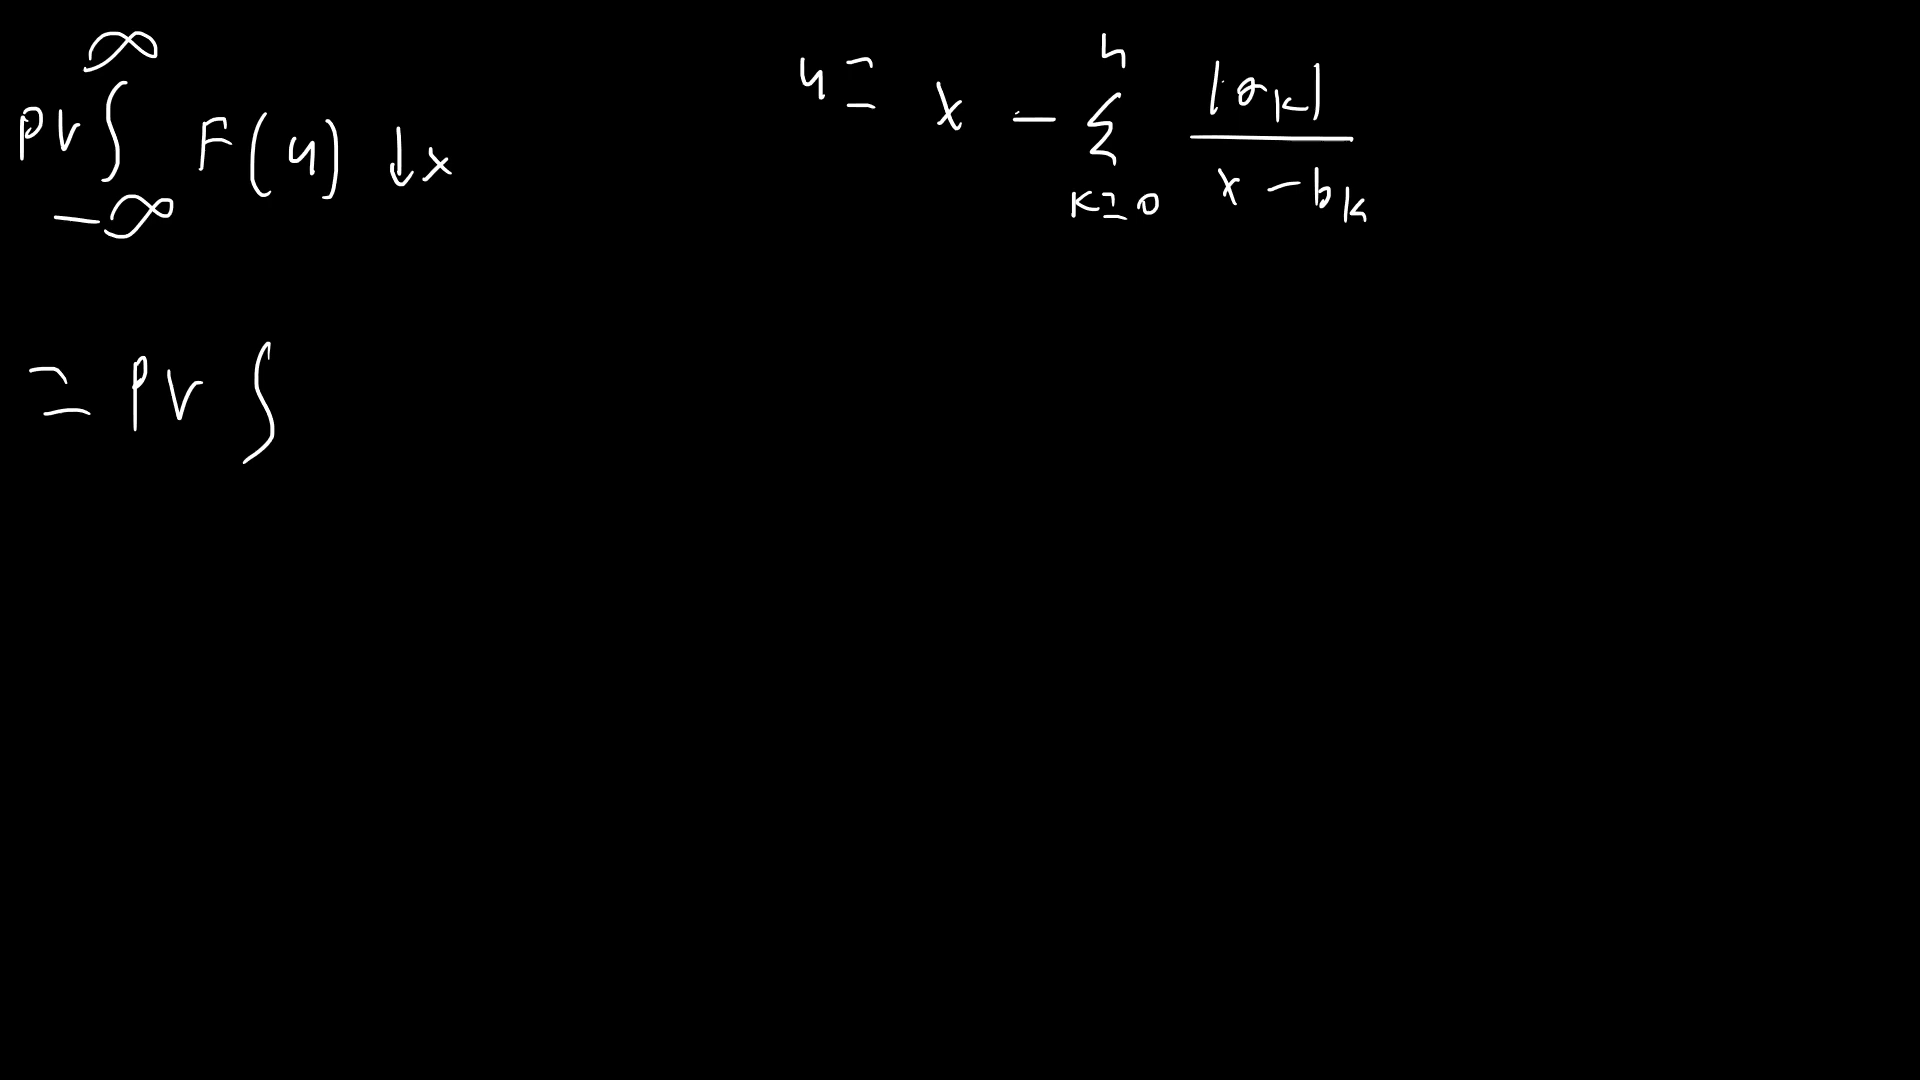 PV ∫_{-∞}^{∞} F(u) dx
u = x - Σ_{k=0}^{n} |a_k| / (x - b_k)
= PV ∫